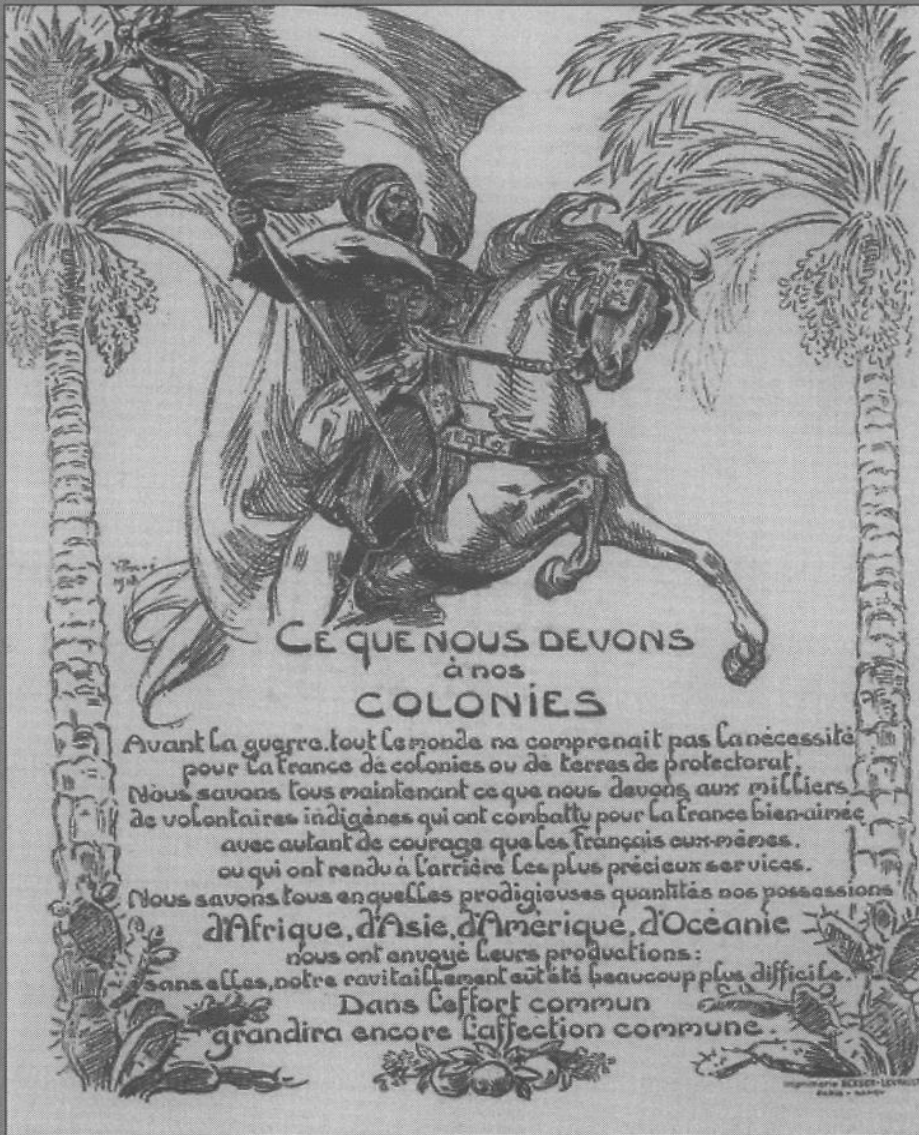 CE QUE NOUS DEVONS
à nos
COLONIES
Avant la guerre, tout le monde ne comprenait pas la nécessité
pour la France de colonies ou de terres de protectorat.
Nous savons tous maintenant ce que nous devons aux milliers
de volontaires indigènes qui ont combattu pour la France bien-aimée
avec autant de courage que les Français eux-mêmes,
ou qui ont rendu à l'arrière les plus précieux services.
Nous savons tous en quelles prodigieuses quantités nos possessions
d'Afrique, d'Asie, d'Amérique, d'Océanie
nous ont envoyé leurs productions:
sans elles, notre ravitaillement eût été beaucoup plus difficile.
Dans l'effort commun
grandira encore l'affection commune.
Imprimerie BERGER-LEVRAULT
PARIS - NANCY